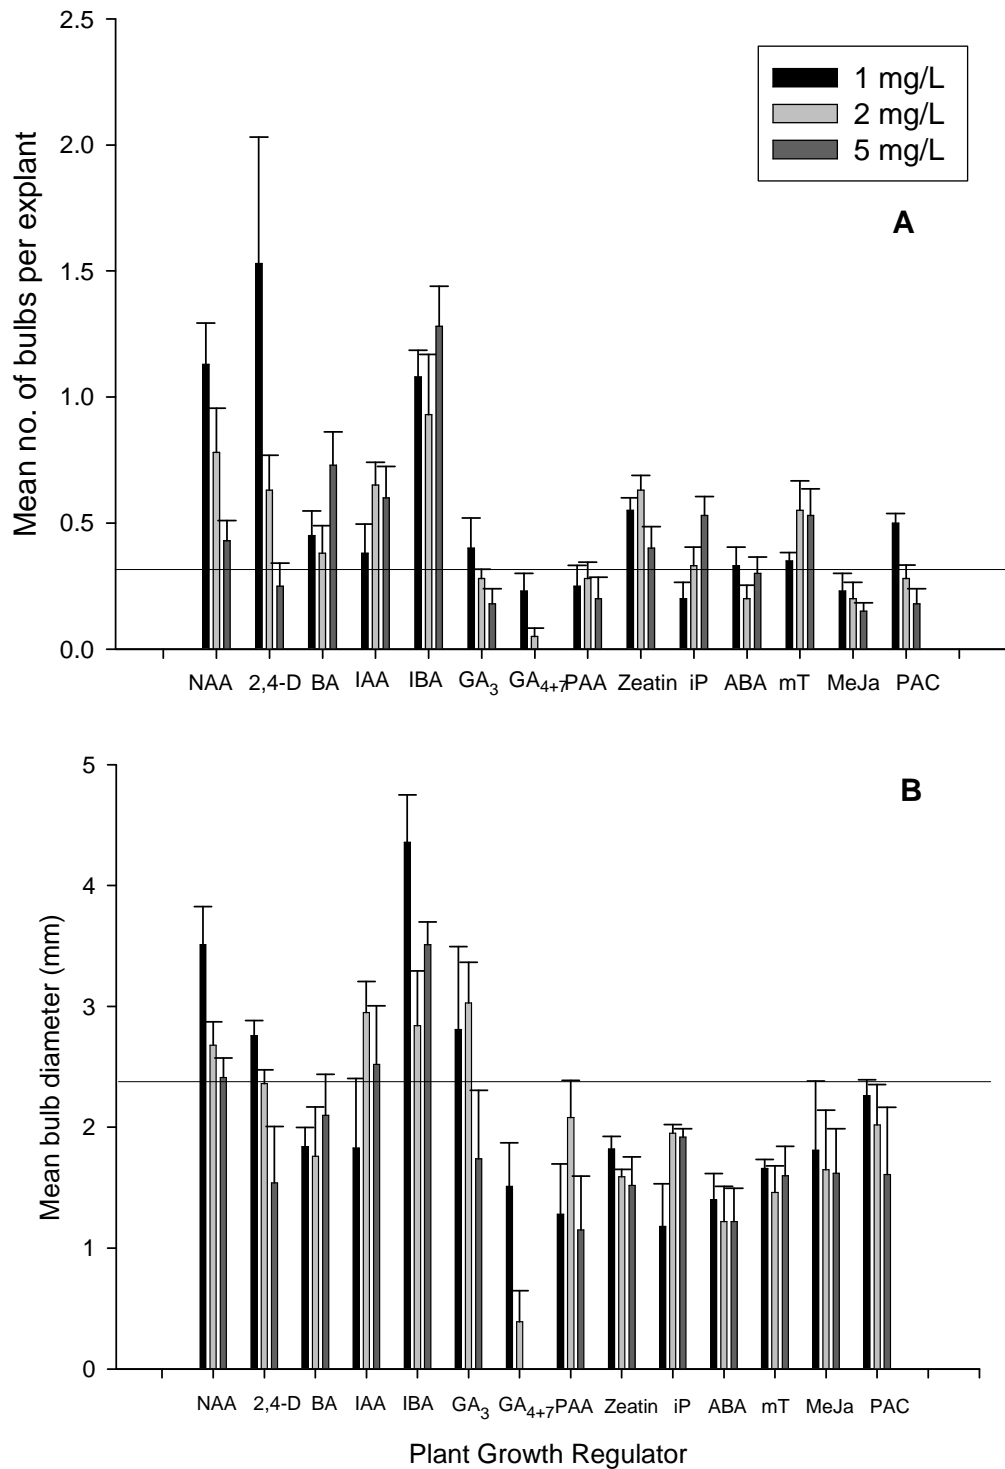 2.5
2.0
1.5
1.0
0.5
0.0
Mean no. of bulbs per explant
1 mg/L
2 mg/L
5 mg/L
A
NAA 2,4-D BA IAA IBA GA3 GA4+7 PAA Zeatin iP ABA mT MeJa PAC
5
4
3
2
1
0
Mean bulb diameter (mm)
B
NAA 2,4-D BA IAA IBA GA3 GA4+7 PAA Zeatin iP ABA mT MeJa PAC
Plant Growth Regulator